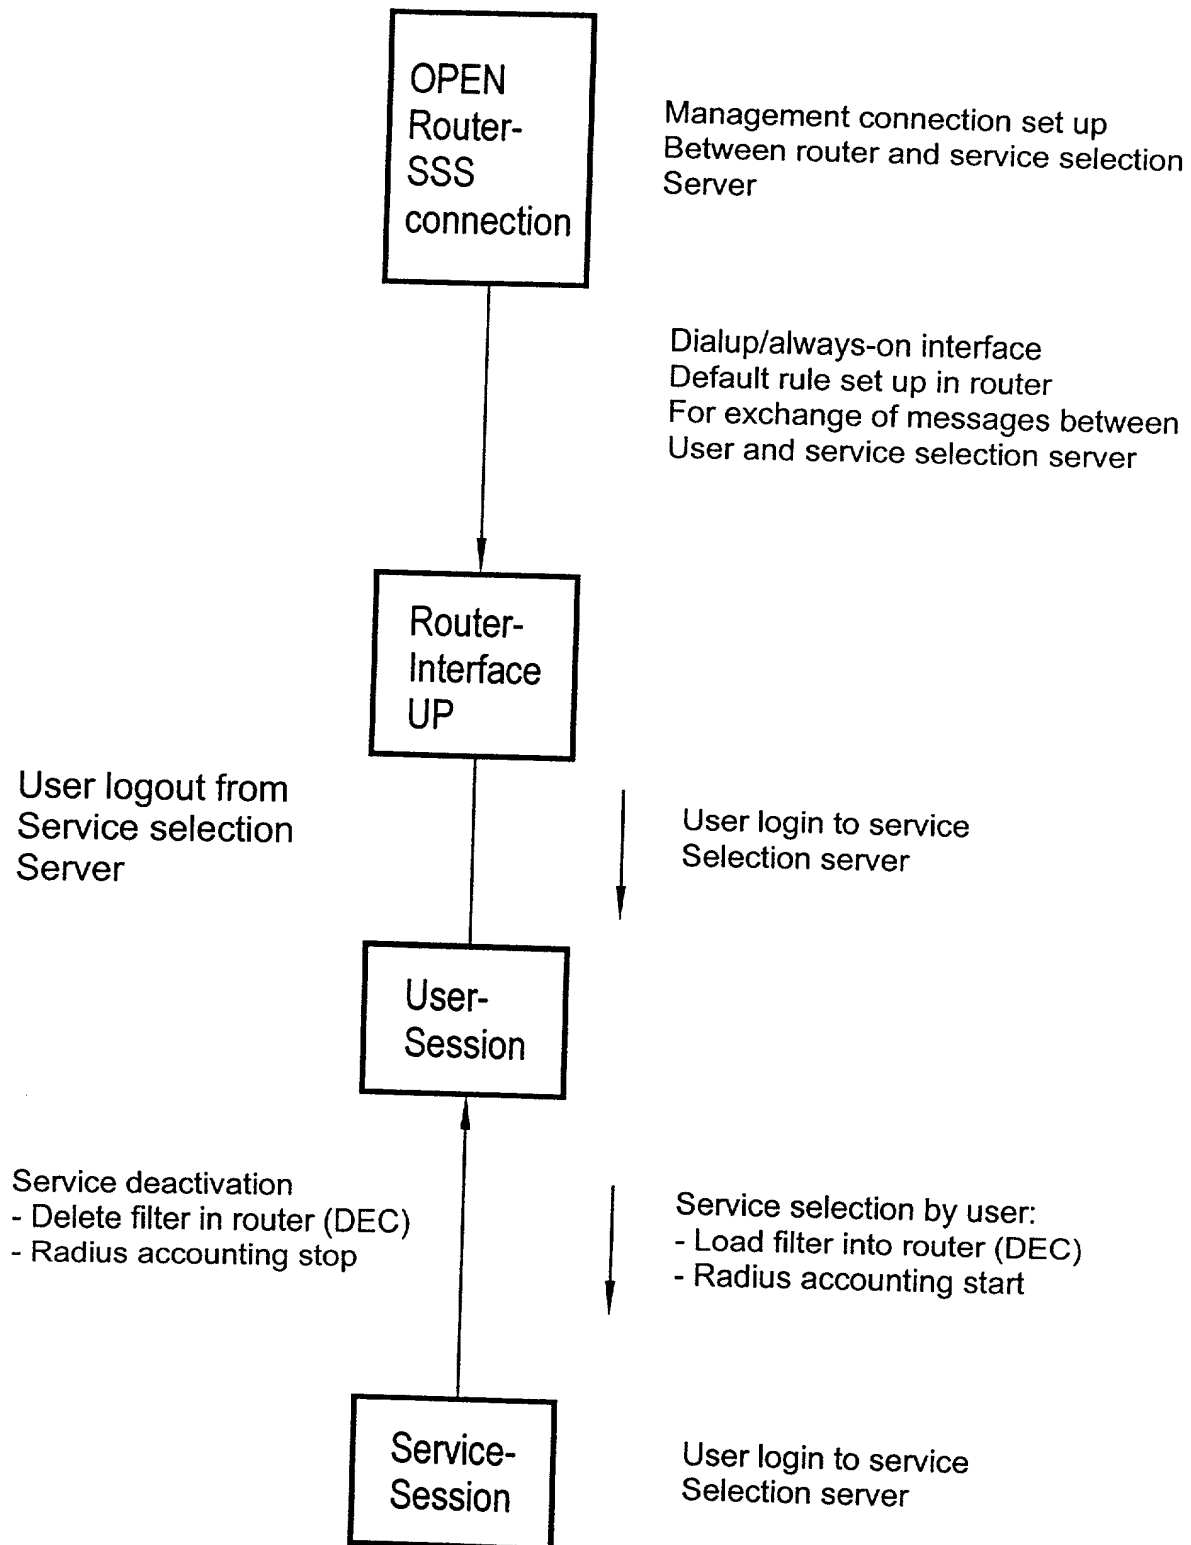 OPEN
Router-
SSS
connection
Management connection set up
Between router and service selection
Server
Dialup/always-on interface
Default rule set up in router
For exchange of messages between
User and service selection server
Router-
Interface
UP
User logout from
Service selection
Server
User login to service
Selection server
User-
Session
Service deactivation
- Delete filter in router (DEC)
- Radius accounting stop
Service selection by user:
- Load filter into router (DEC)
- Radius accounting start
Service-
Session
User login to service
Selection server